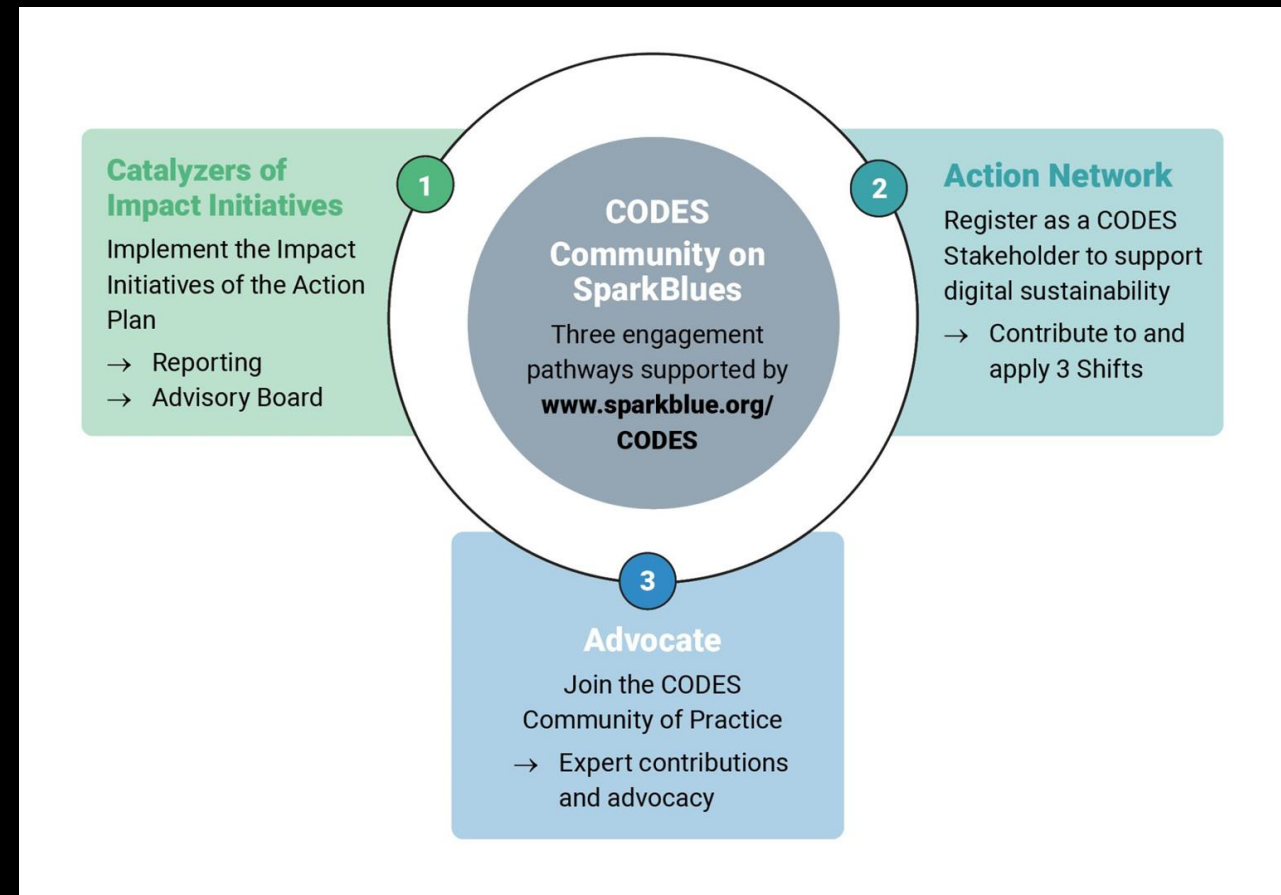 Catalyzers of
Impact Initiatives
Implement the Impact
Initiatives of the Action
Plan
→ Reporting
→ Advisory Board
1
CODES
Community on
SparkBlues
Three engagement
pathways supported by
www.sparkblue.org/
CODES
2
Action Network
Register as a CODES
Stakeholder to support
digital sustainability
→ Contribute to and
apply 3 Shifts
3
Advocate
Join the CODES
Community of Practice
→ Expert contributions
and advocacy